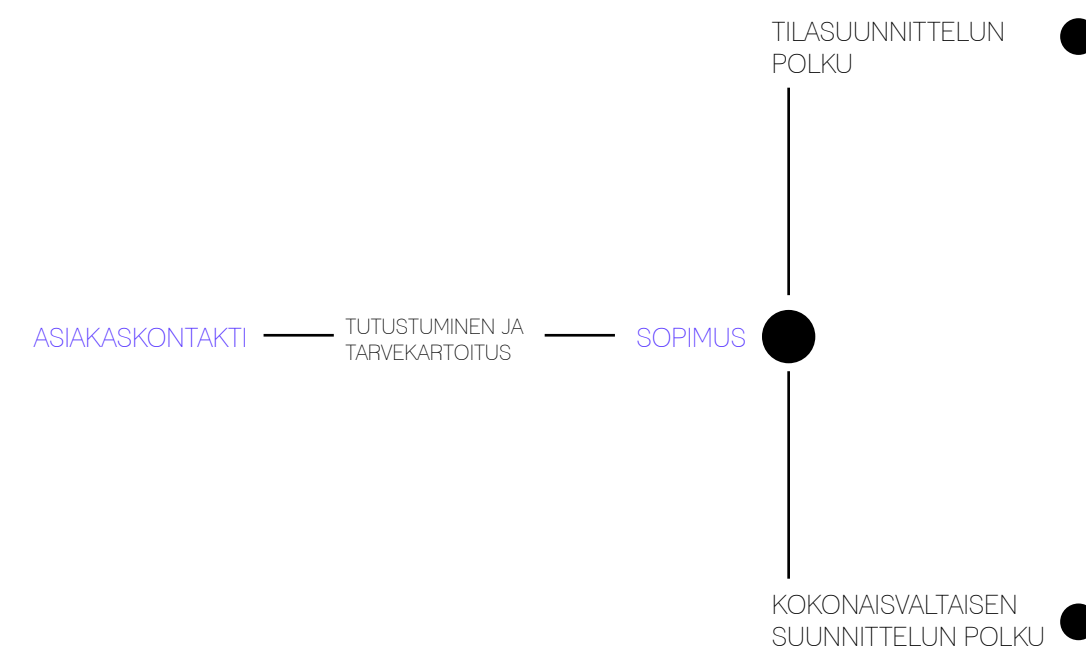 TILASUUNNITTELUN
POLKU
ASIAKASKONTAKTI
TUTUSTUMINEN JA
TARVEKARTOITUS
SOPIMUS
KOKONAISVALTAISEN
SUUNNITTELUN POLKU